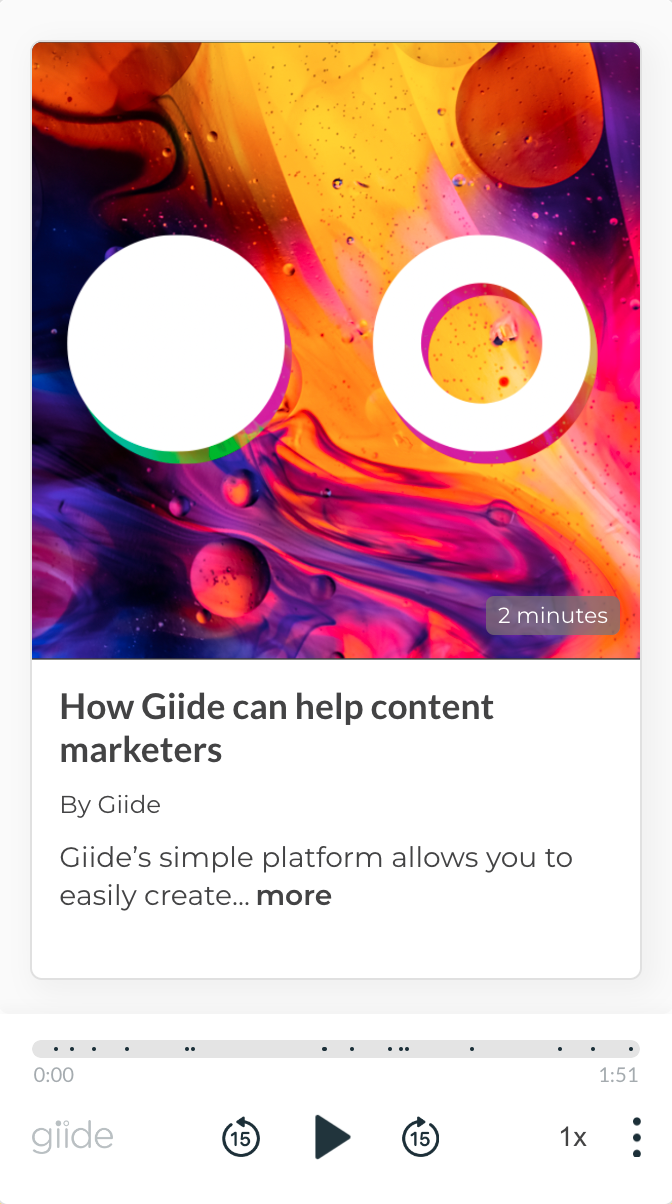 2 minutes
How Giide can help content
marketers
By Giide
Giide’s simple platform allows you to
easily create... more
0:00
1:51
giide
15
15
1x